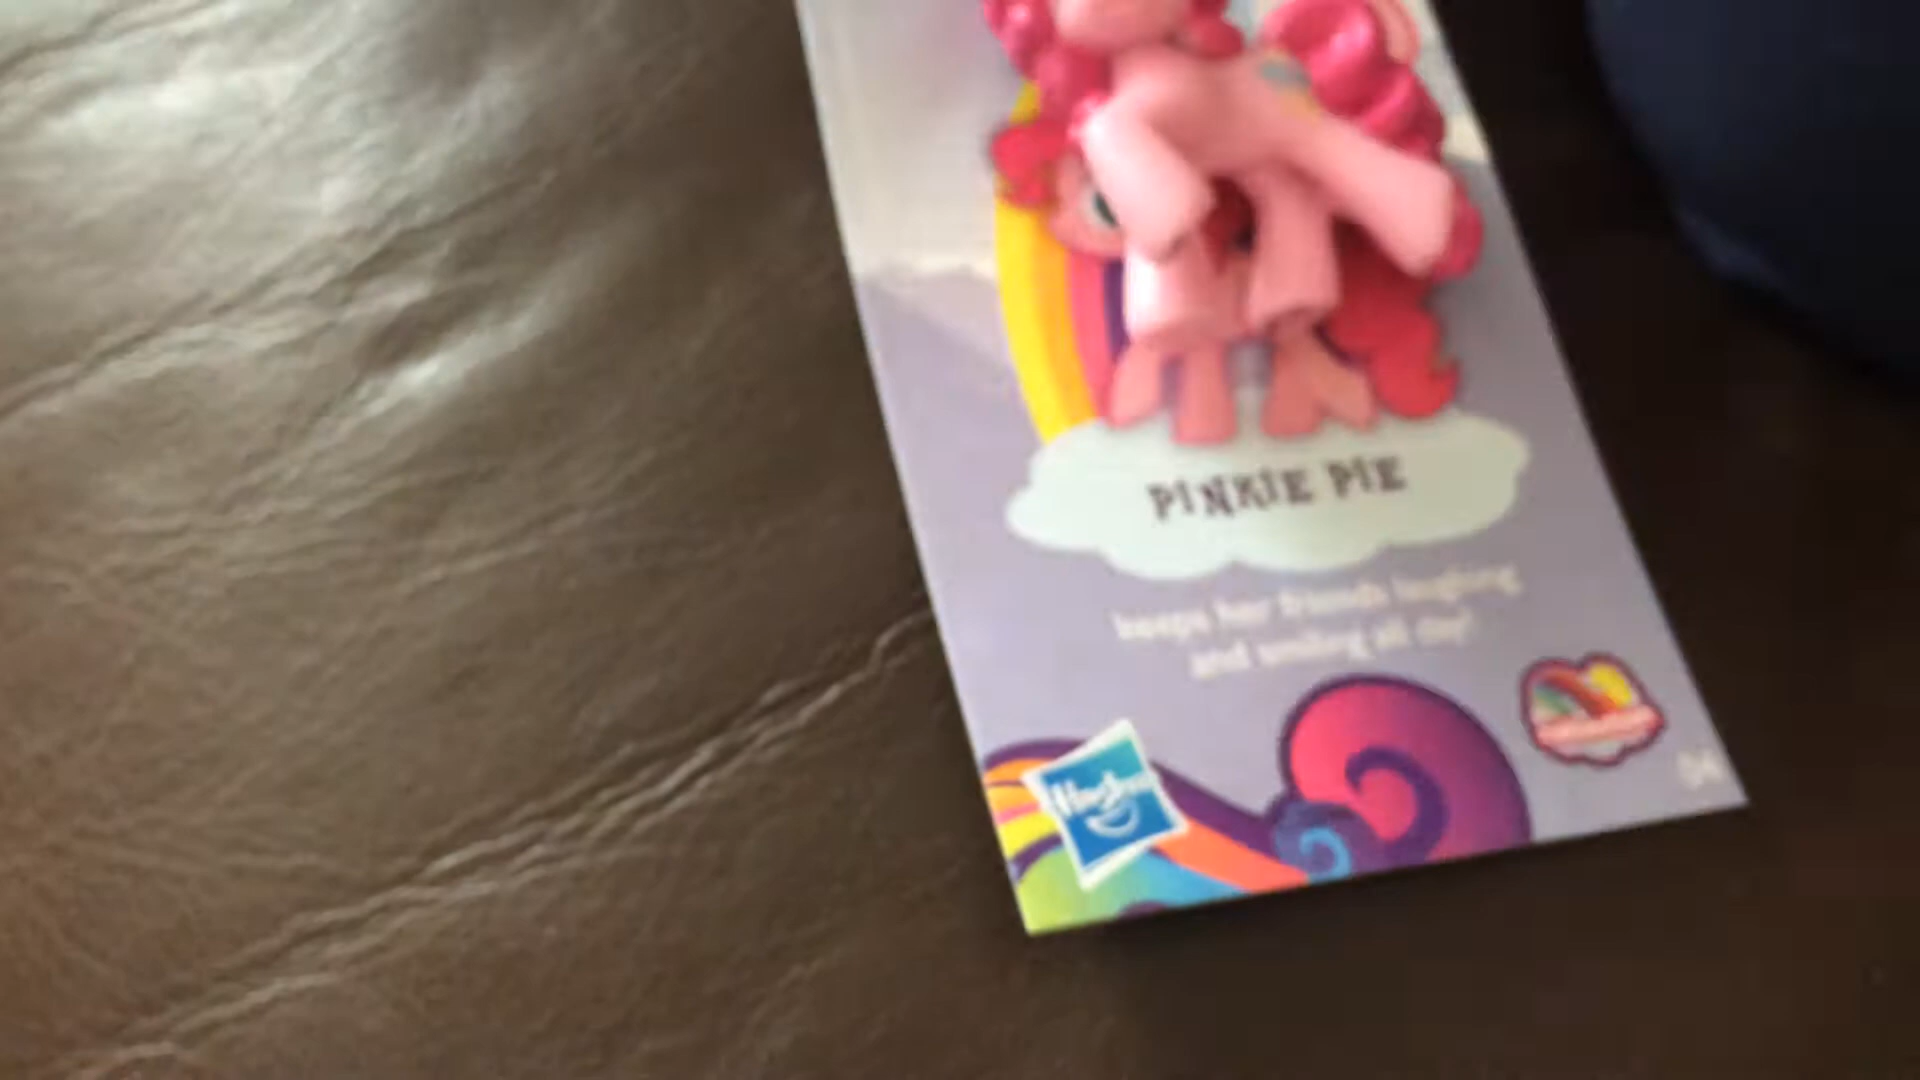 PINKIE PIE
keeps her friends laughing
and smiling all day!
Hasbro